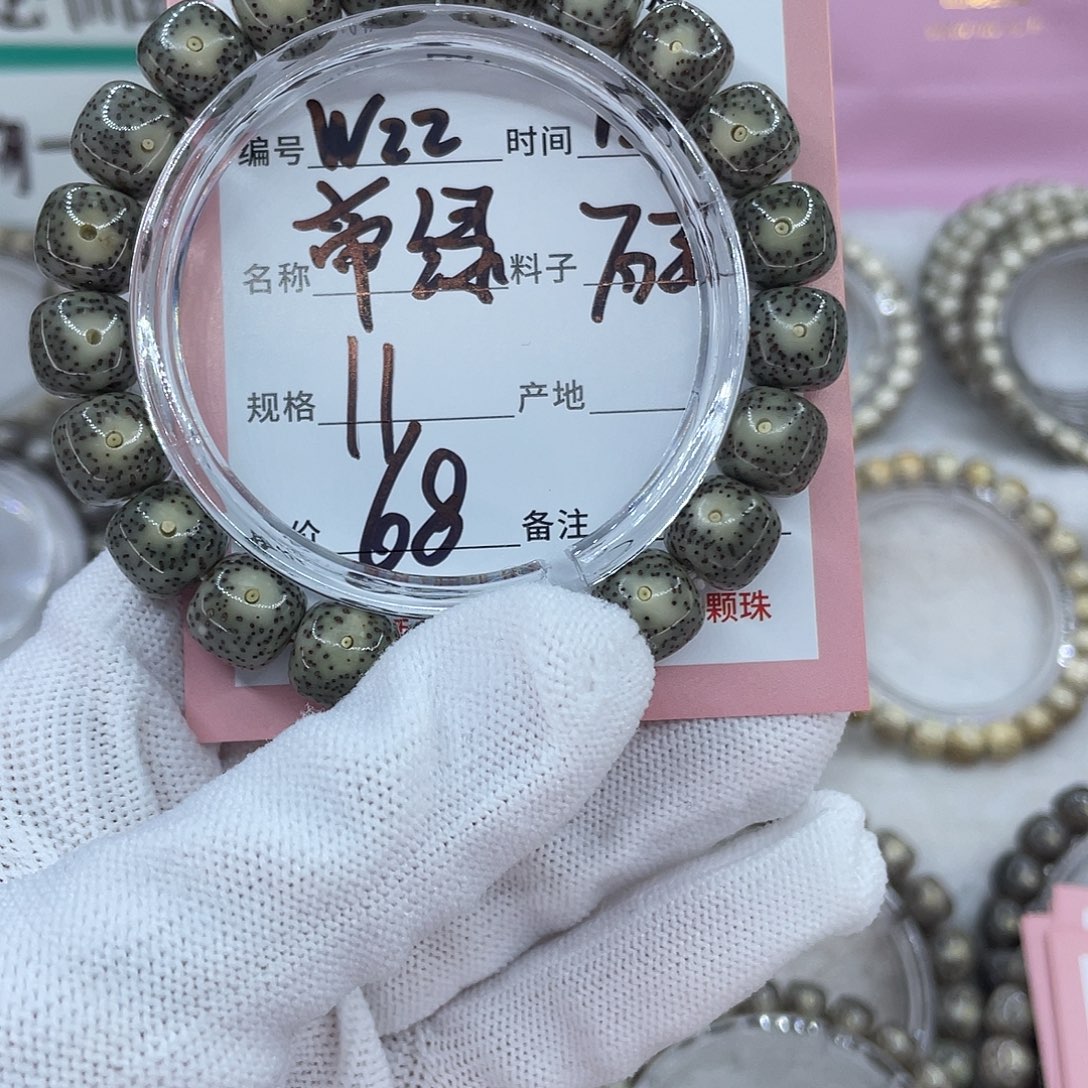 编号 W22 时间
名称 帝绿 料子
规格 11 产地
价 68 备注
颗珠